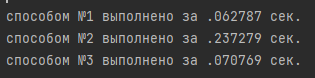 способом №1 выполнено за .062787 сек.
способом №2 выполнено за .237279 сек.
способом №3 выполнено за .070769 сек.